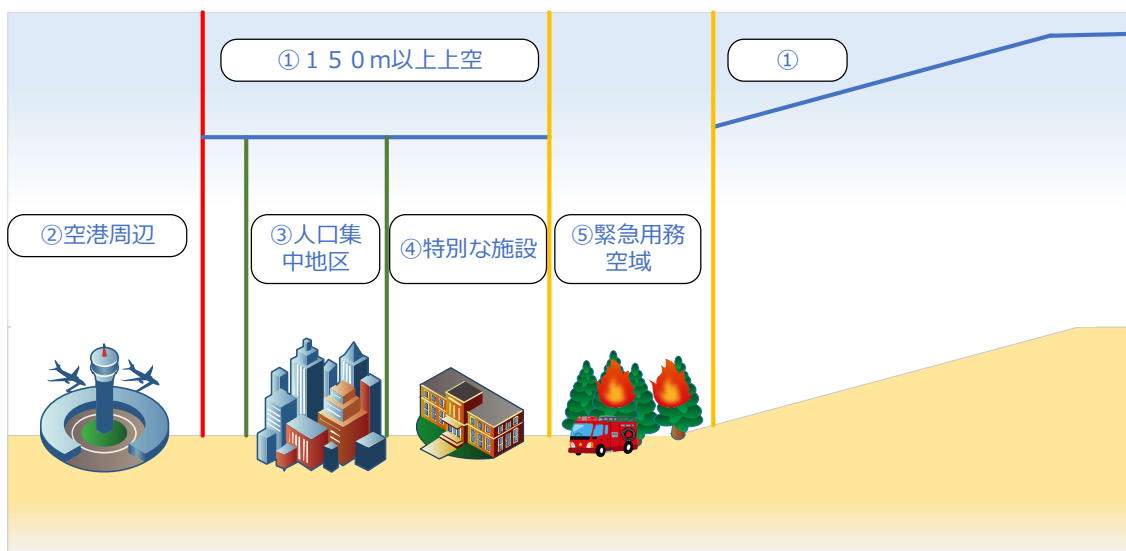 ①１５０m以上上空
①
②空港周辺
③人口集
中地区
④特別な施設
⑤緊急用務
空域